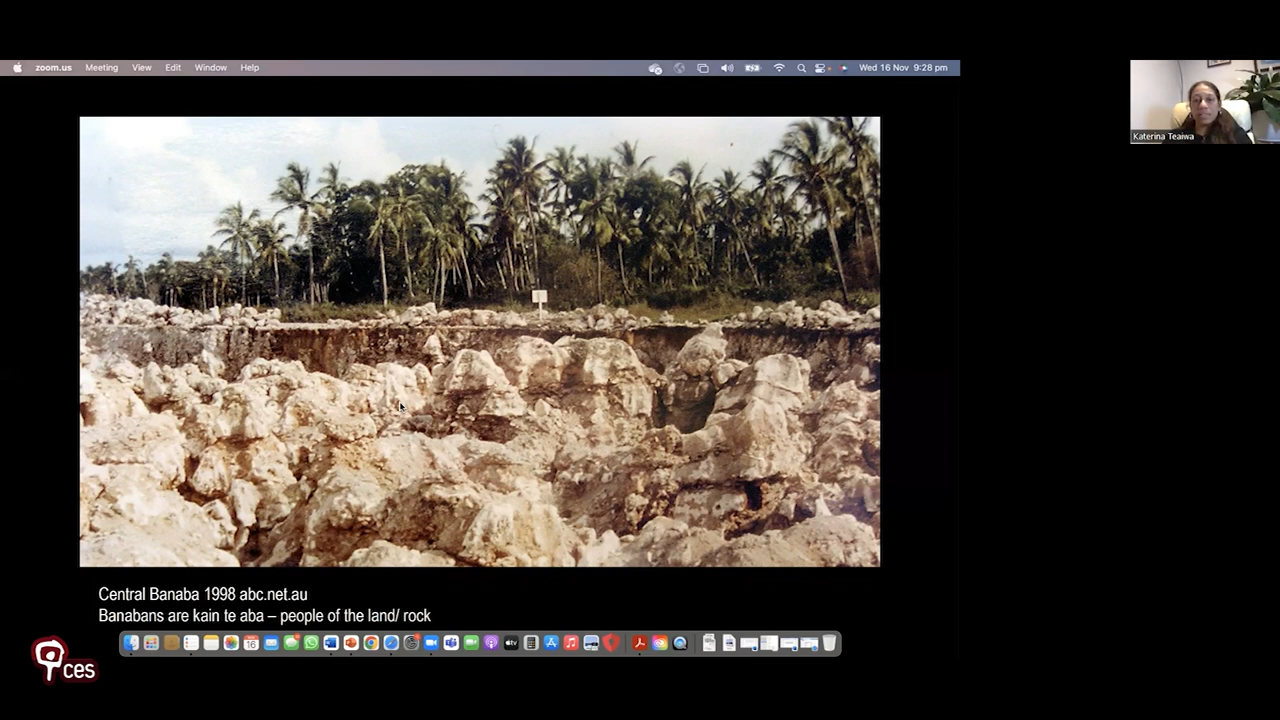 zoom.us Meeting View Edit Window Help Wed 16 Nov 9:28 pm
Katerina Teaiwa
Central Banaba 1998 abc.net.au
Banabans are kain te aba – people of the land/ rock
ces